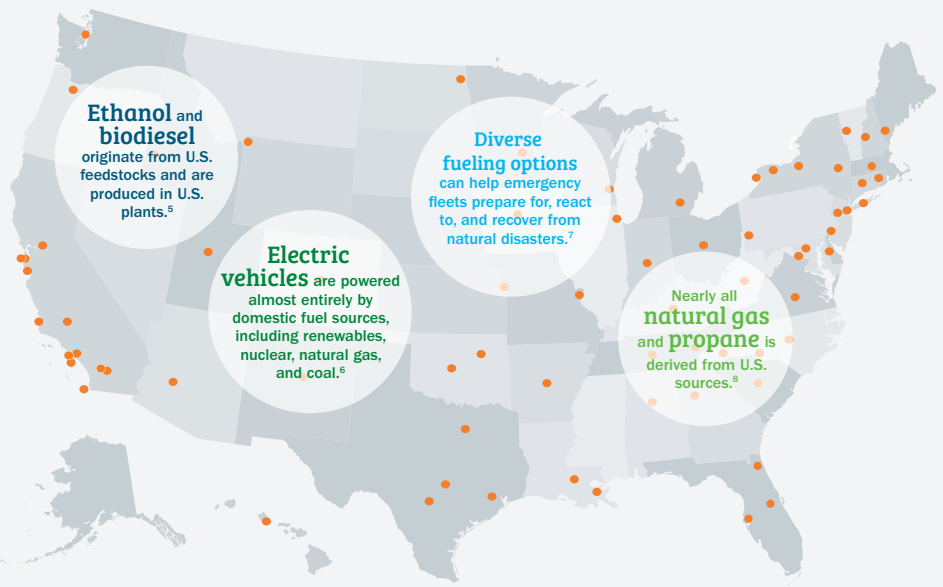 Ethanol and
biodiesel
originate from U.S.
feedstocks and are
produced in U.S.
plants.⁵
Electric
vehicles are powered
almost entirely by
domestic fuel sources,
including renewables,
nuclear, natural gas,
and coal.⁶
Diverse
fueling options
can help emergency
fleets prepare for, react
to, and recover from
natural disasters.⁷
Nearly all
natural gas
and propane is
derived from U.S.
sources.⁸